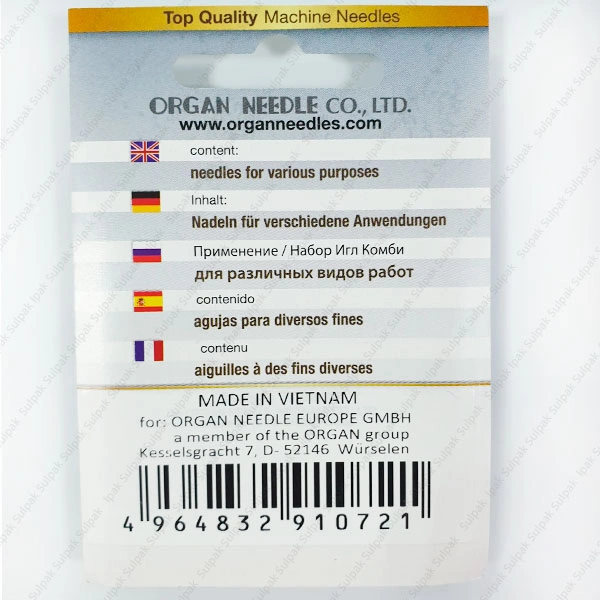 Top Quality Machine Needles
ORGAN NEEDLE CO., LTD.
www.organneedles.com
content:
needles for various purposes
Inhalt:
Nadeln für verschiedene Anwendungen
Применение / Набор Игл Комби
для различных видов работ
contenido
agujas para diversos fines
contenu
aiguilles à des fins diverses
MADE IN VIETNAM
for: ORGAN NEEDLE EUROPE GMBH
a member of the ORGAN group
Kesselsgracht 7, D- 52146 Würselen
4 964832 910721
Sulpak